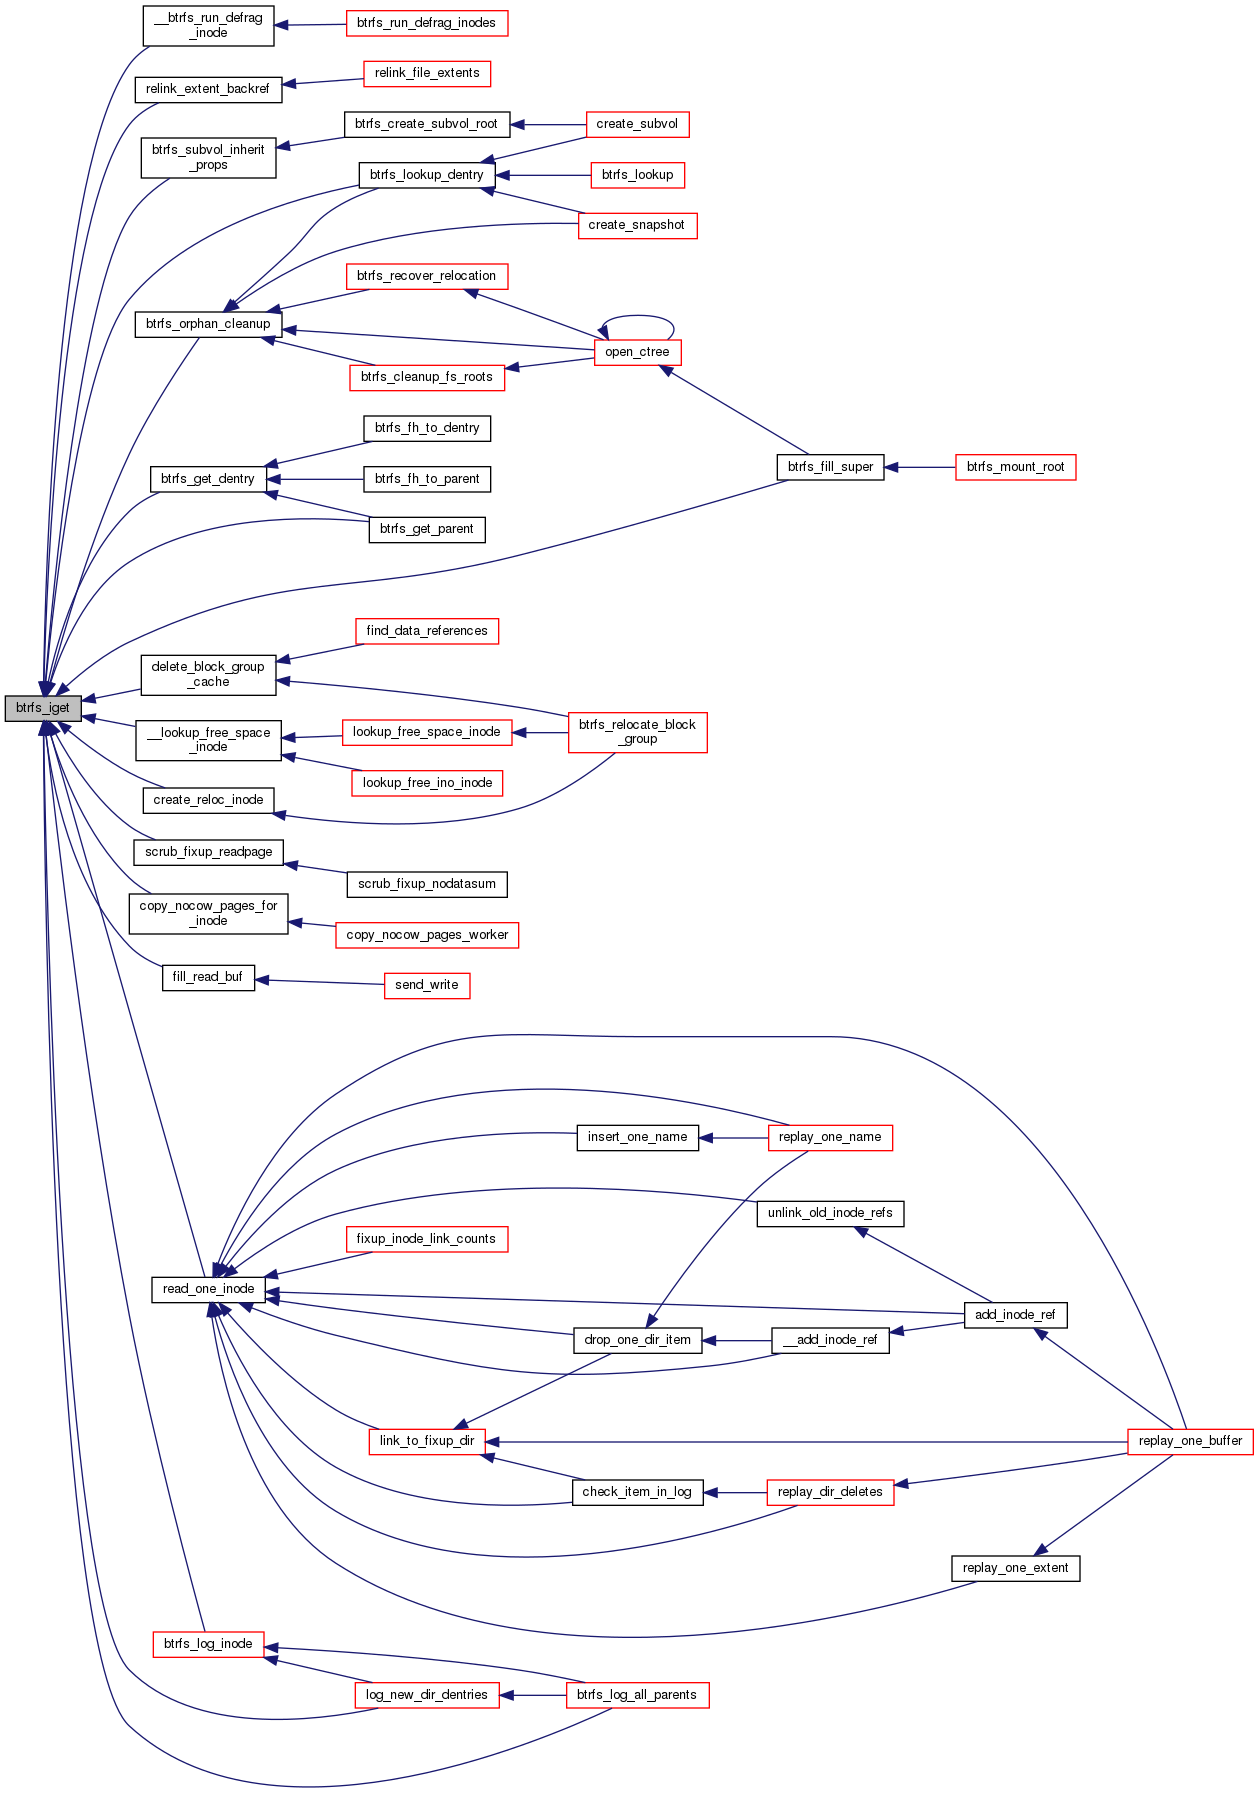 __btrfs_run_defrag
_inode
btrfs_run_defrag_inodes
relink_extent_backref
relink_file_extents
btrfs_subvol_inherit
_props
btrfs_create_subvol_root
create_subvol
btrfs_lookup_dentry
btrfs_lookup
create_snapshot
btrfs_orphan_cleanup
btrfs_recover_relocation
open_ctree
btrfs_cleanup_fs_roots
btrfs_get_dentry
btrfs_fh_to_dentry
btrfs_fh_to_parent
btrfs_get_parent
btrfs_fill_super
btrfs_mount_root
btrfs_iget
delete_block_group
_cache
find_data_references
__lookup_free_space
_inode
lookup_free_space_inode
lookup_free_ino_inode
btrfs_relocate_block
_group
create_reloc_inode
scrub_fixup_readpage
scrub_fixup_nodatasum
copy_nocow_pages_for
_inode
copy_nocow_pages_worker
fill_read_buf
send_write
insert_one_name
replay_one_name
unlink_old_inode_refs
fixup_inode_link_counts
read_one_inode
add_inode_ref
drop_one_dir_item
__add_inode_ref
link_to_fixup_dir
replay_one_buffer
check_item_in_log
replay_dir_deletes
replay_one_extent
btrfs_log_inode
log_new_dir_dentries
btrfs_log_all_parents